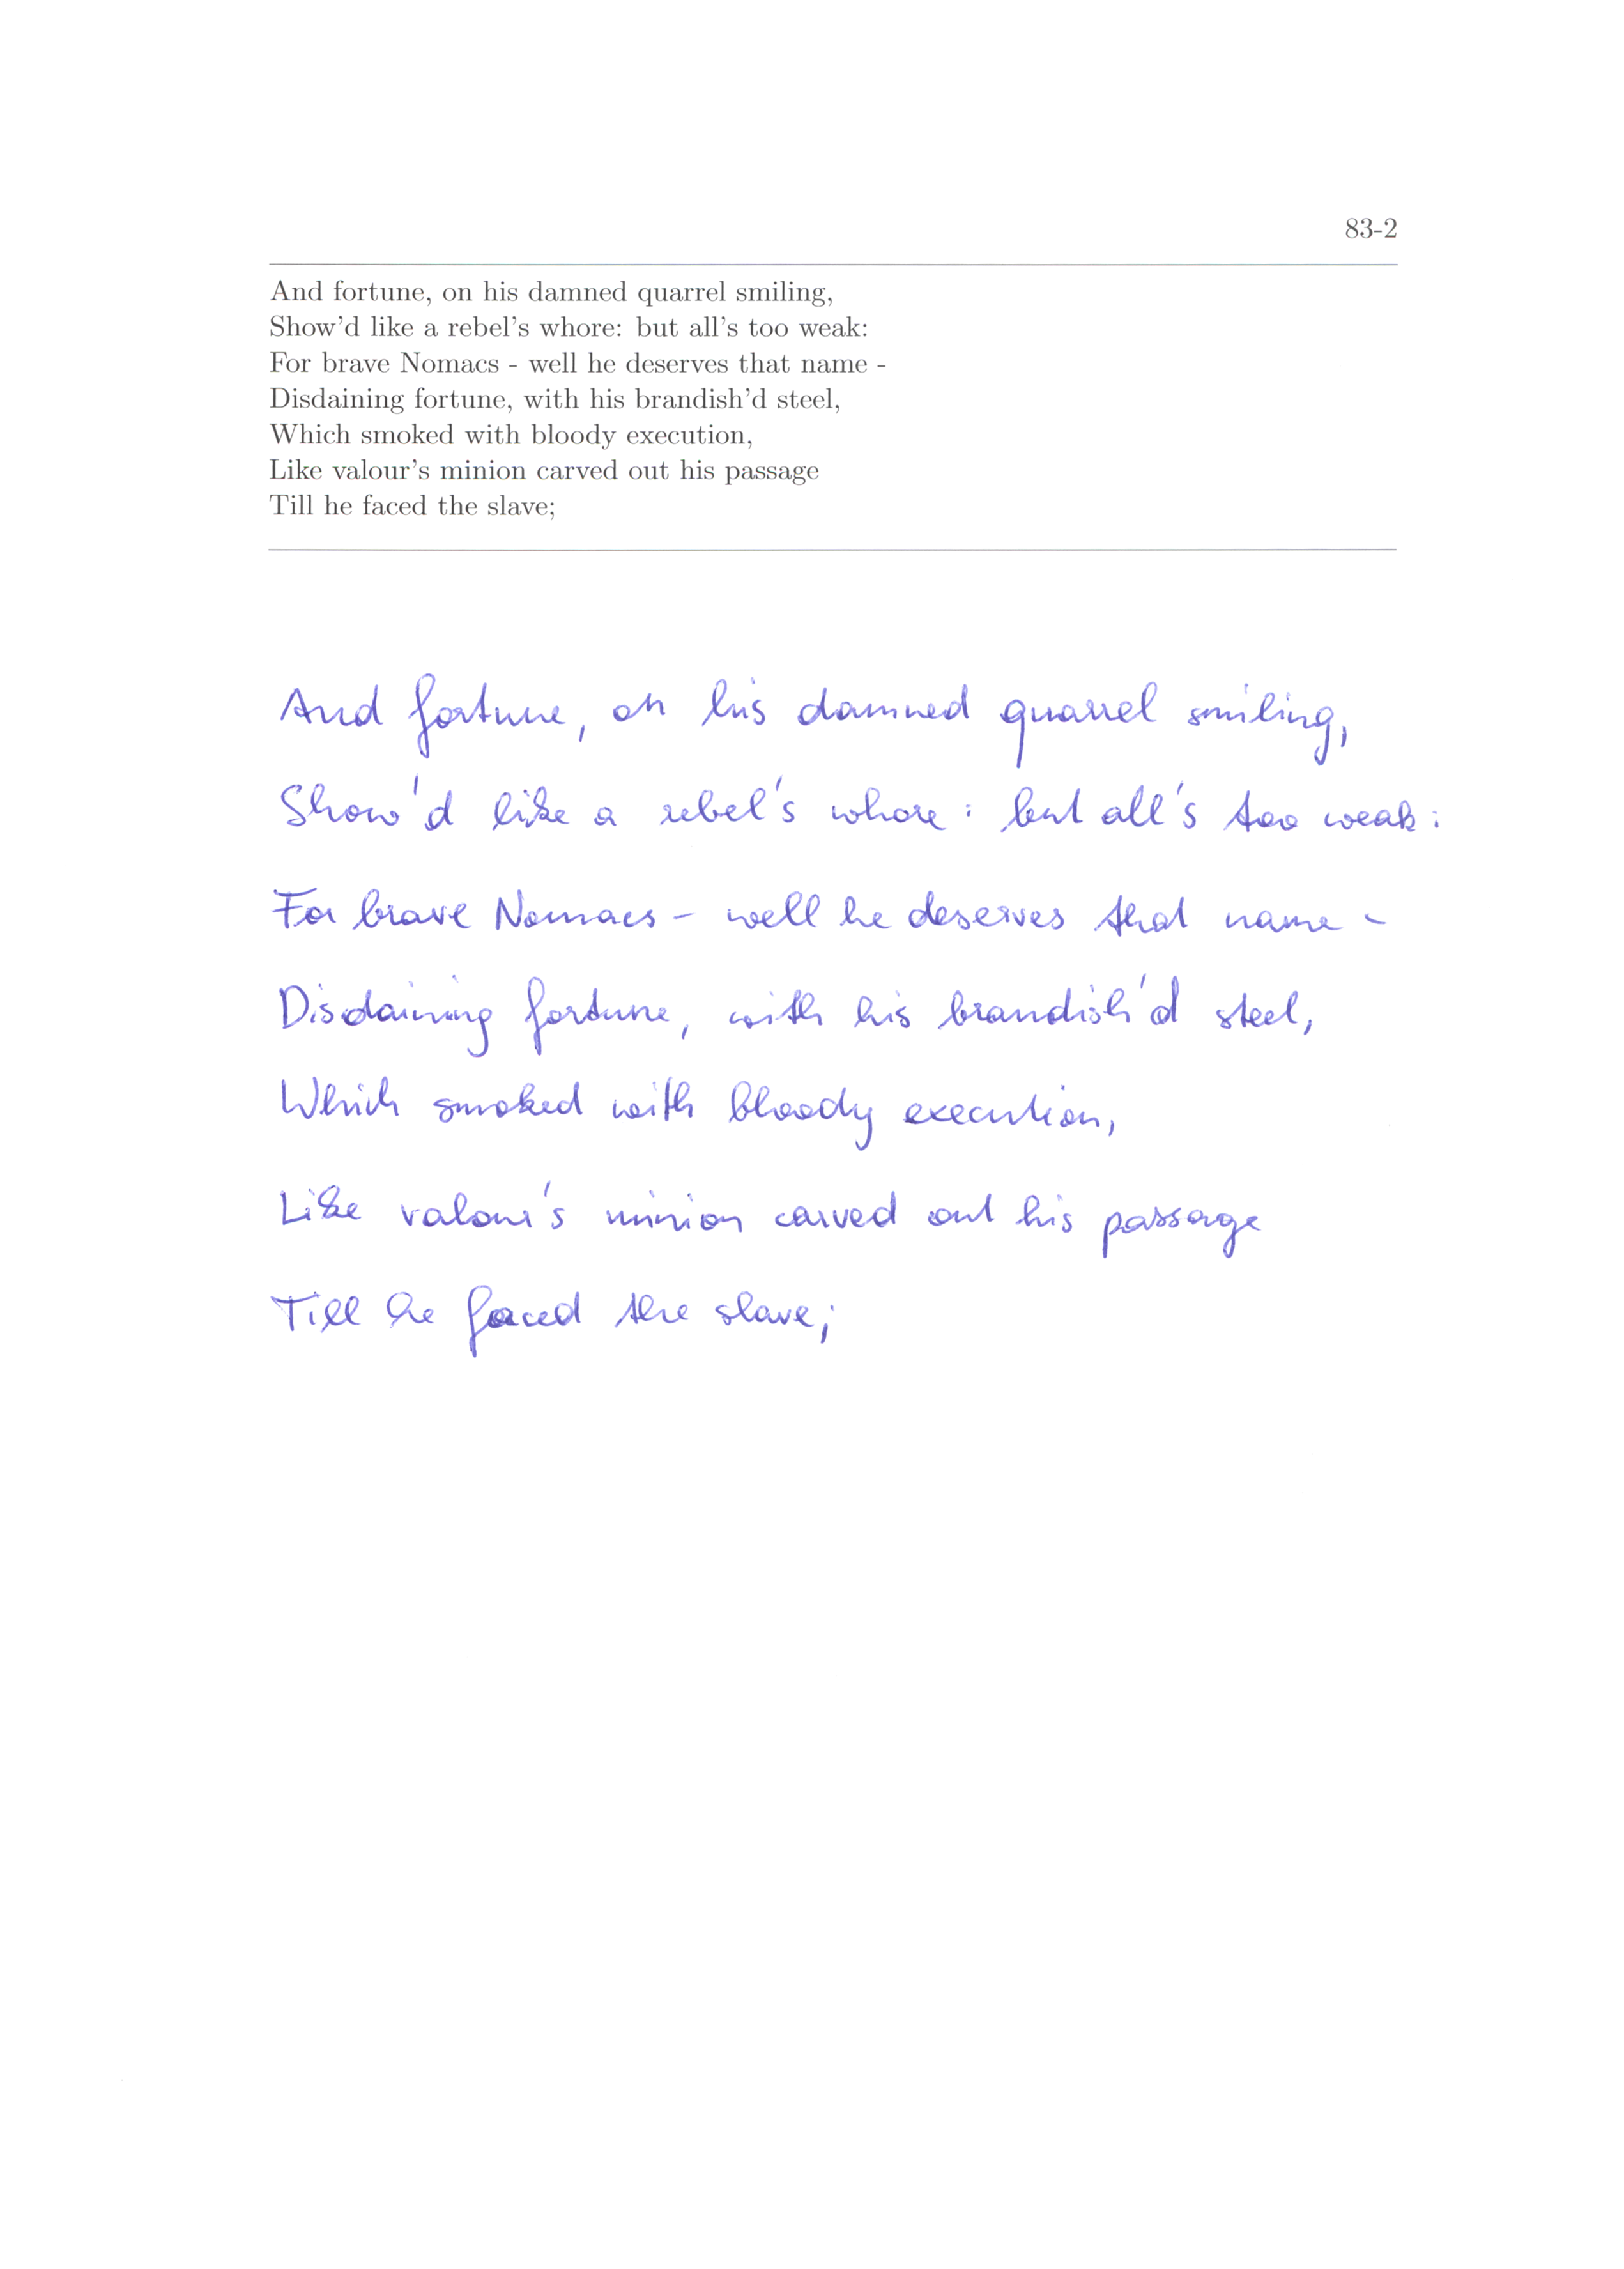 83-2
And fortune, on his damned quarrel smiling,
Show'd like a rebel's whore: but all's too weak:
For brave Nomacs - well he deserves that name -
Disdaining fortune, with his brandish'd steel,
Which smoked with bloody execution,
Like valour's minion carved out his passage
Till he faced the slave;
And fortune, on his damned quarrel smiling,
Show'd like a rebel's whore: but all's too weak:
For brave Nomacs - well he deserves that name -
Disdaining fortune, with his brandish'd steel,
Which smoked with bloody execution,
Like valour's minion carved out his passage
Till he faced the slave;